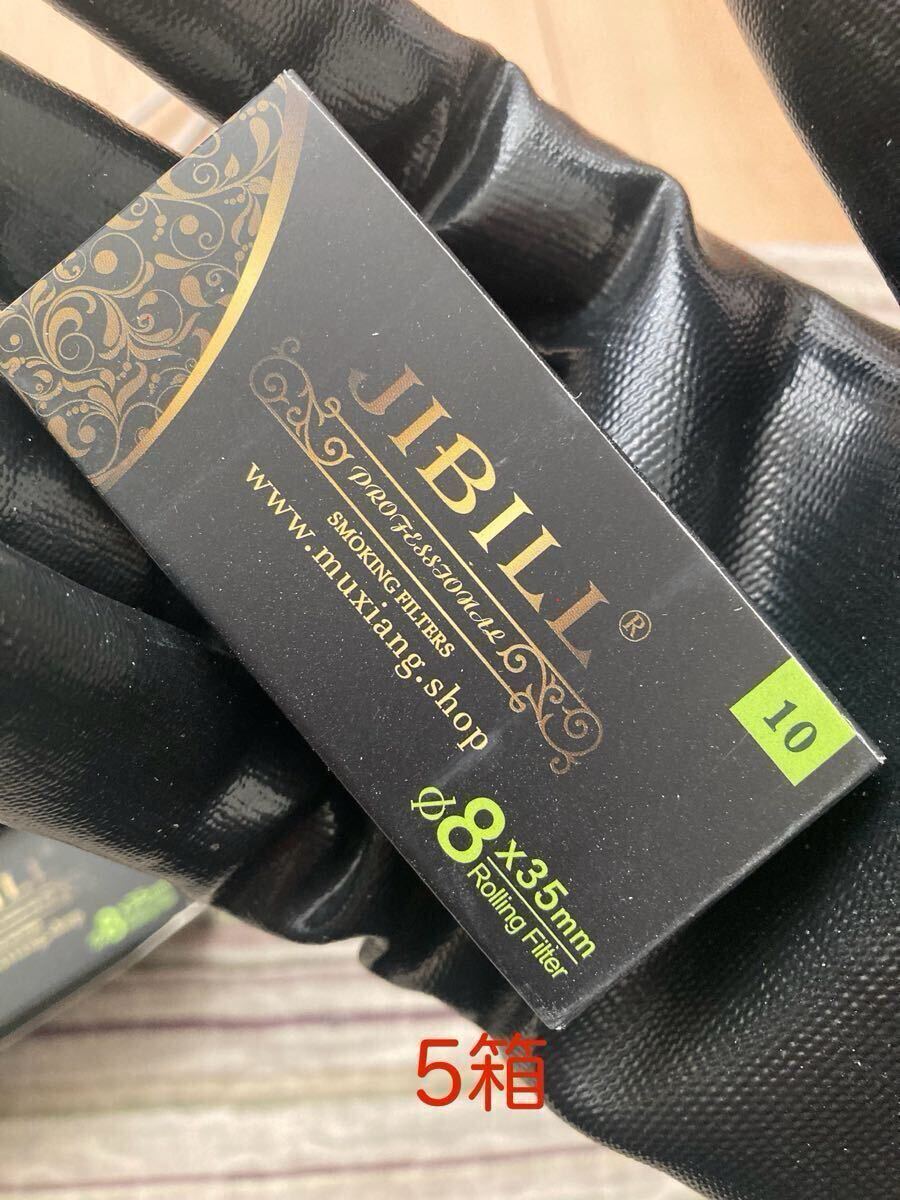 JIBILL®
PROFESSIONAL
SMOKING FILTERS
www.muxiang.shop
10
Ø8x35mm
Rolling Filter
5箱